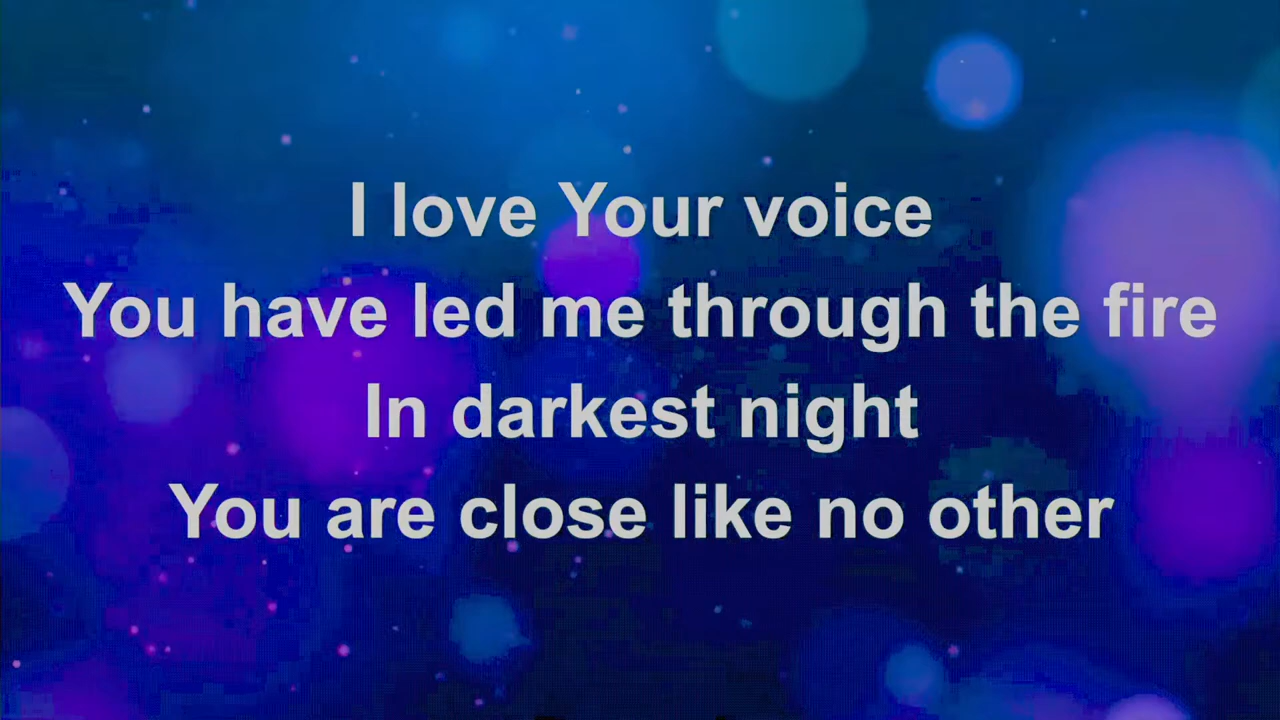 I love Your voice
You have led me through the fire
In darkest night
You are close like no other